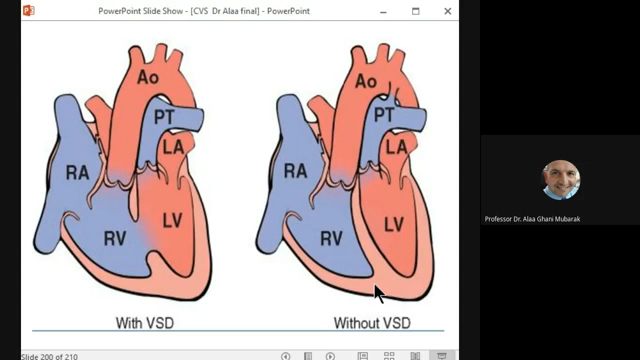 PowerPoint Slide Show - [CVS Dr Alaa final] - PowerPoint
Ao
PT
LA
RA
LV
RV
With VSD
Ao
PT
LA
RA
LV
RV
Without VSD
Professor Dr. Alaa Ghani Mubarak
Slide 200 of 210